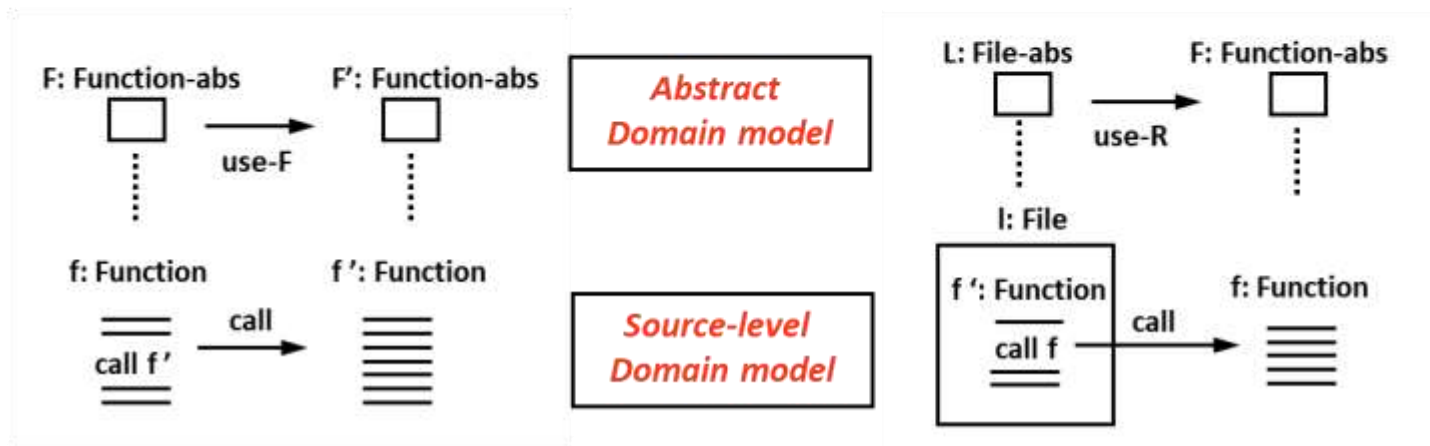 F: Function-abs
F’: Function-abs
use-F
f: Function
f ’: Function
call
call f ’
Abstract
Domain model
Source-level
Domain model
L: File-abs
F: Function-abs
use-R
l: File
f ‘: Function
f: Function
call
call f